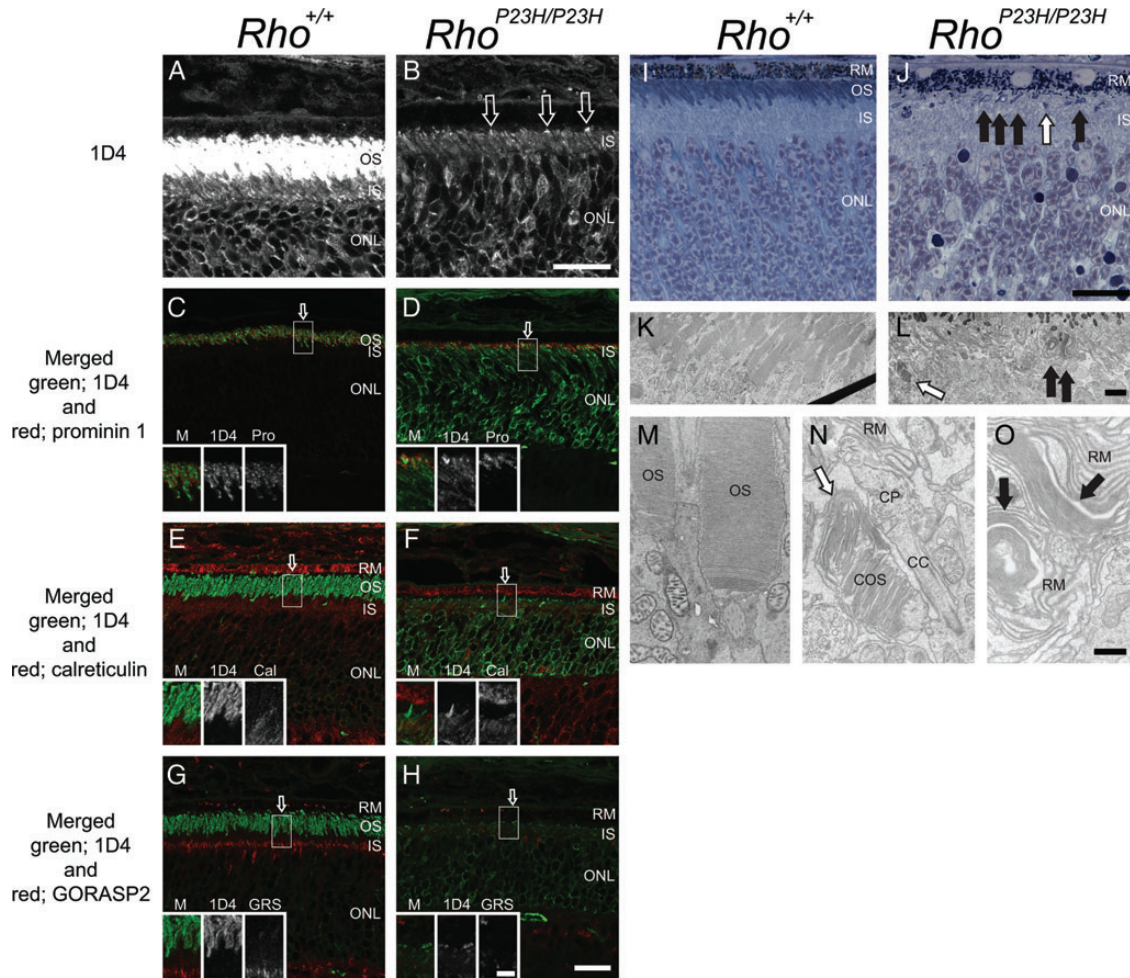 Rho+/+
RhoP23H/P23H
Rho+/+
RhoP23H/P23H
1D4
A
OS
IS
ONL
B
IS
ONL
I
RM
OS
IS
ONL
J
RM
IS
ONL
Merged
green; 1D4
and
red; prominin 1
C
OS
IS
ONL
M 1D4 Pro
D
IS
ONL
M 1D4 Pro
K
L
Merged
green; 1D4
and
red; calreticulin
E
RM
OS
IS
ONL
M 1D4 Cal
F
RM
IS
ONL
M 1D4 Cal
M
OS
OS
N
RM
CP
CC
COS
O
RM
RM
Merged
green; 1D4
and
red; GORASP2
G
RM
OS
IS
ONL
M 1D4 GRS
H
RM
IS
ONL
M 1D4 GRS